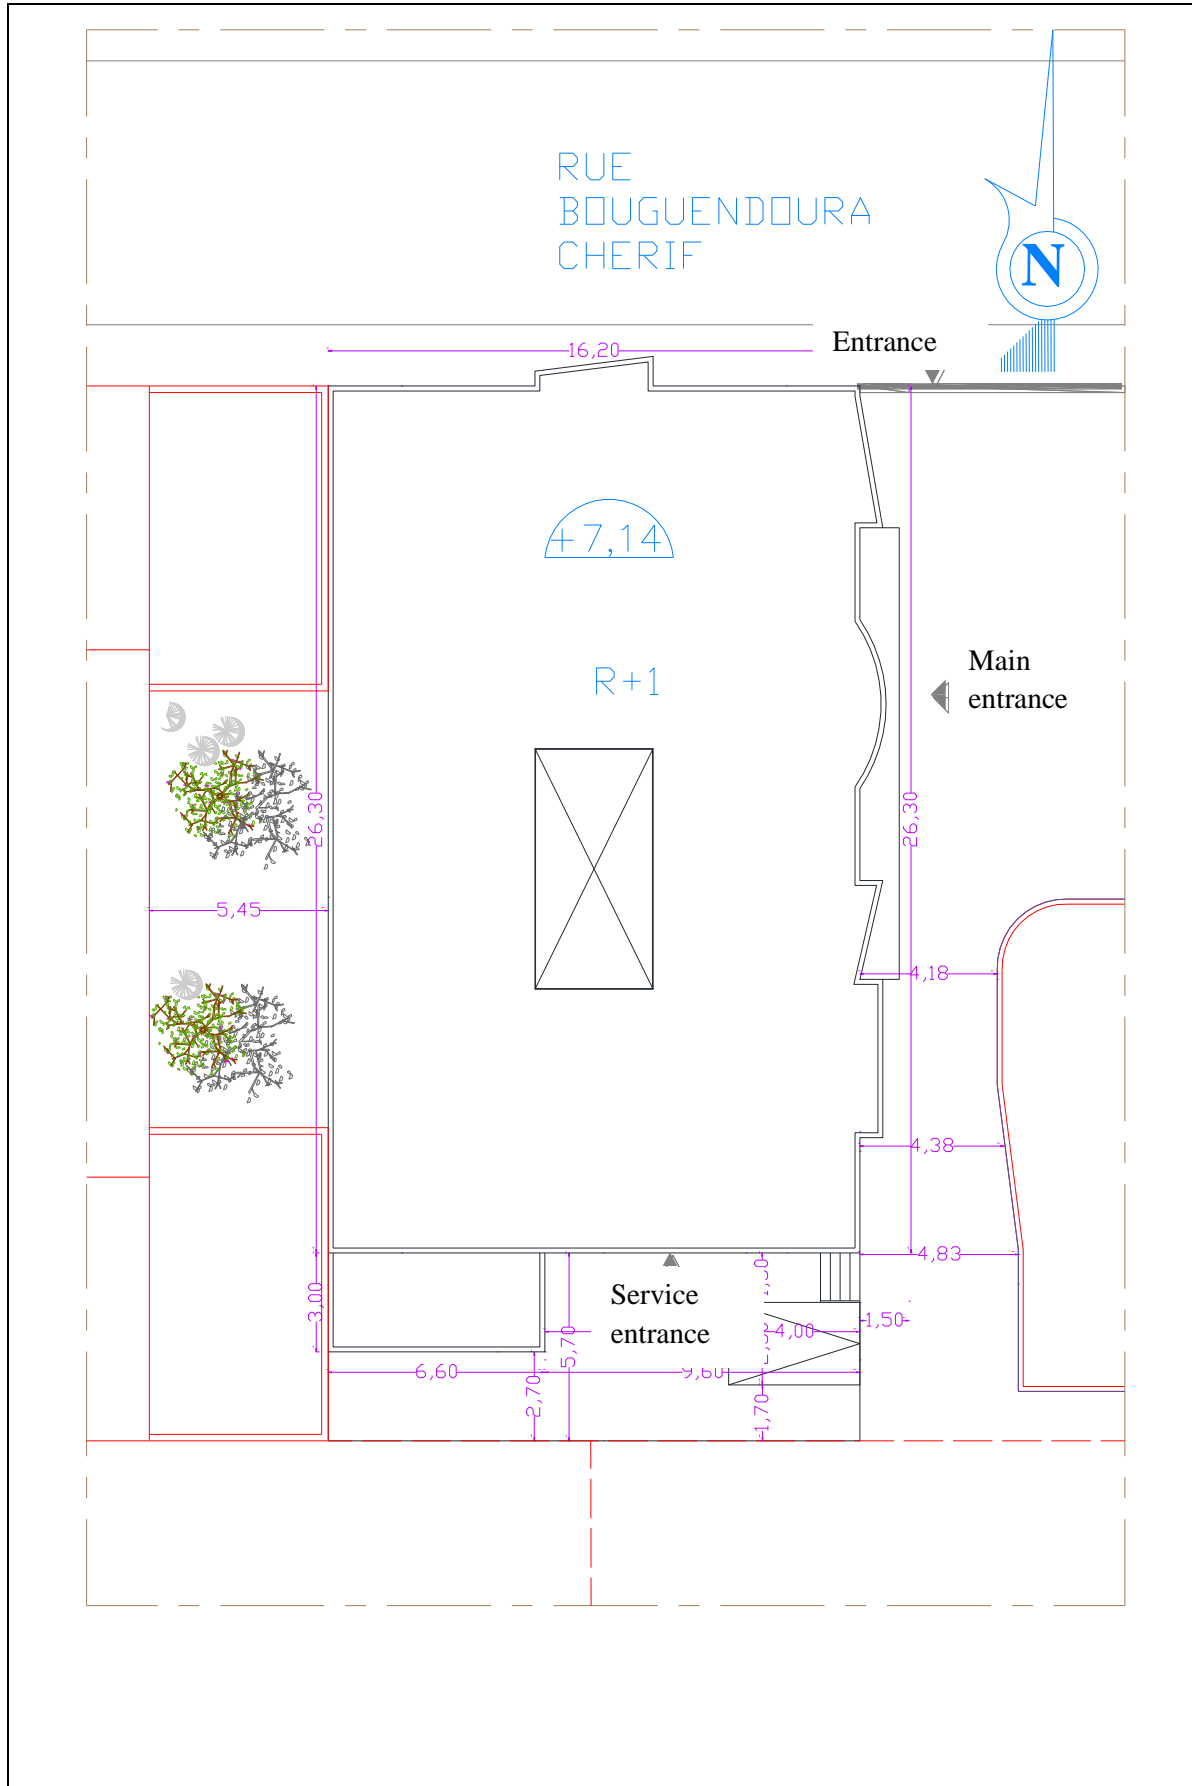 RUE
BOUGUENDOURA
CHERIF
N
16,20
Entrance
+7,14
R+1
Main
entrance
26,30
26,30
5,45
4,18
4,38
4,83
3,00
Service
entrance
1,50
4,00
5,70
6,60
9,60
2,70
1,70